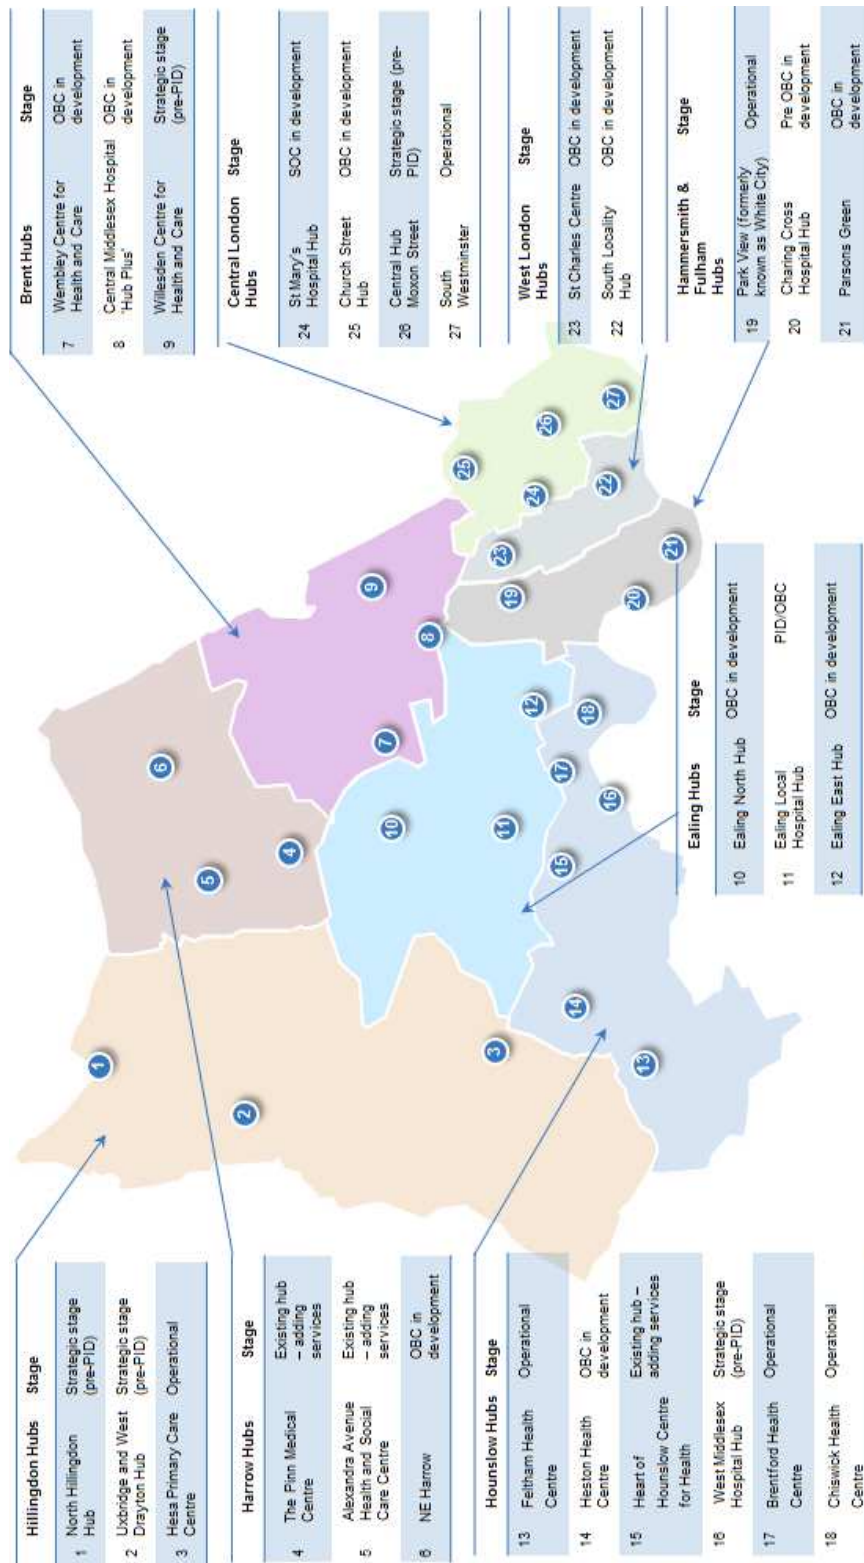 Hillingdon Hubs Stage
1 North Hillingdon Strategic stage
Hub (pre-PID)
2 Uxbridge and West Strategic stage
Drayton Hub (pre-PID)
3 Hesa Primary Care Operational
Centre
Harrow Hubs Stage
4 The Pinn Medical Existing hub
Centre – adding
services
5 Alexandra Avenue Existing hub
Health and Social – adding
Care Centre services
6 NE Harrow OBC in
development
Hounslow Hubs Stage
13 Feltham Health Operational
Centre
14 Heston Health OBC in
Centre development
15 Heart of Existing hub –
Hounslow Centre adding services
for Health
16 West Middlesex Strategic stage
Hospital Hub (pre-PID)
17 Brentford Health Operational
Centre
18 Chiswick Health Operational
Centre
1
2
3
4
5
6
7
8
9
10
11
12
13
14
15
16
17
18
19
20
21
22
23
24
25
26
27
Ealing Hubs Stage
10 Ealing North Hub OBC in development
11 Ealing Local PID/OBC
Hospital Hub
12 Ealing East Hub OBC in development
Brent Hubs Stage
7 Wembley Centre for OBC in
Health and Care development
8 Central Middlesex Hospital OBC in
'Hub Plus' development
9 Willesden Centre for Strategic stage
Health and Care (pre-PID)
Central London Stage
Hubs
24 St Mary's SOC in development
Hospital Hub
25 Church Street OBC in development
Hub
26 Central Hub Strategic stage (pre-
Moxon Street PID)
27 South Operational
Westminster
West London Stage
Hubs
23 St Charles Centre OBC in development
22 South Locality OBC in development
Hub
Hammersmith & Stage
Fulham
Hubs
19 Park View (formerly Operational
known as White City)
20 Charing Cross Pre OBC in
Hospital Hub development
21 Parsons Green OBC in
development